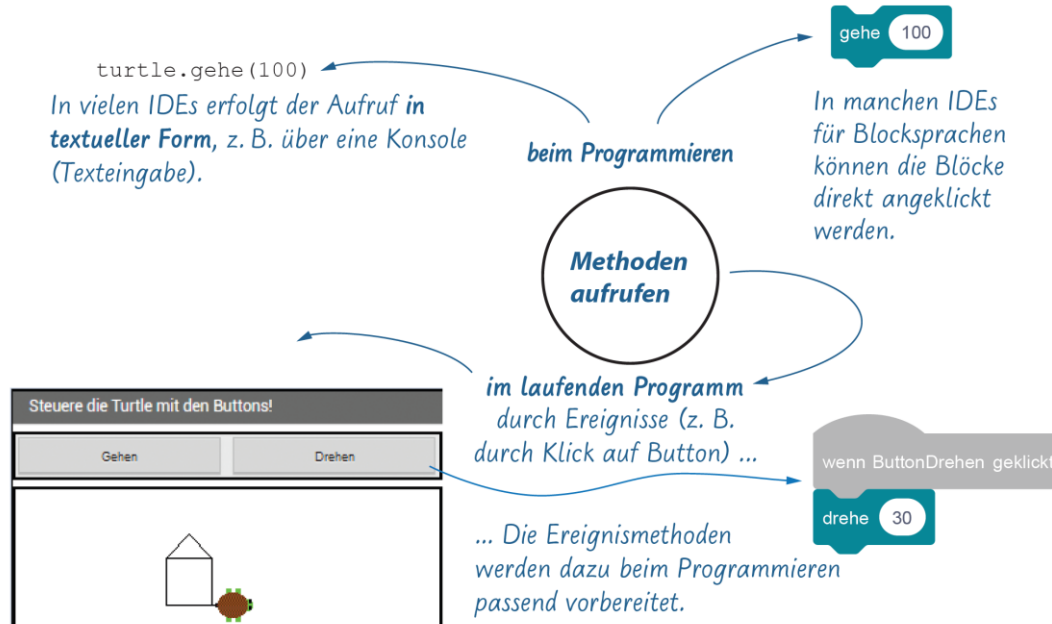 turtle.gehe(100)
In vielen IDEs erfolgt der Aufruf in
textueller Form, z. B. über eine Konsole
(Texteingabe).
beim Programmieren
gehe 100
In manchen IDEs
für Blocksprachen
können die Blöcke
direkt angeklickt
werden.
Methoden
aufrufen
im laufenden Programm
durch Ereignisse (z. B.
durch Klick auf Button) ...
Steuere die Turtle mit den Buttons!
Gehen
Drehen
wenn ButtonDrehen geklickt
drehe 30
... Die Ereignismethoden
werden dazu beim Programmieren
passend vorbereitet.